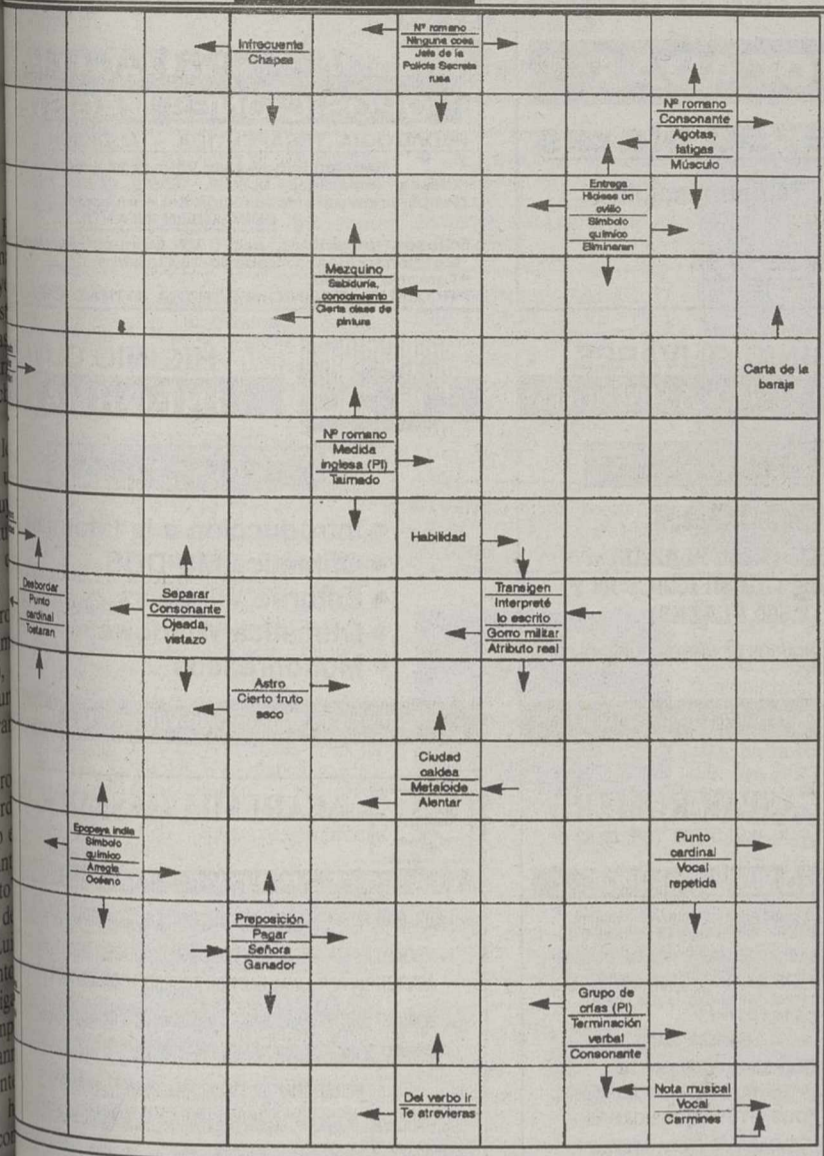 Infrecuente
Chapas
Nº romano
Ninguna cosa
Jefe de la
Policía Secreta
rusa
Nº romano
Consonante
Agotas,
fatigas
Músculo
Entrega
Hiciese un
ovillo
Símbolo
químico
Eliminaran
Mezquino
Sabiduría,
conocimiento
Cierta clase de
pintura
Carta de la
baraja
Nº romano
Medida
inglesa (Pl)
Taimado
Habilidad
Desbordar
Punto
cardinal
Tostaran
Separar
Consonante
Ojeada,
vistazo
Transigen
Interpreté
lo escrito
Gorro militar
Atributo real
Astro
Cierto fruto
seco
Ciudad
caldea
Metaloide
Alentar
Epopeya india
Símbolo
químico
Arregla
Océano
Punto
cardinal
Vocal
repetida
Preposición
Pagar
Señora
Ganador
Grupo de
crías (Pl)
Terminación
verbal
Consonante
Del verbo ir
Te atrevieras
Nota musical
Vocal
Carmines